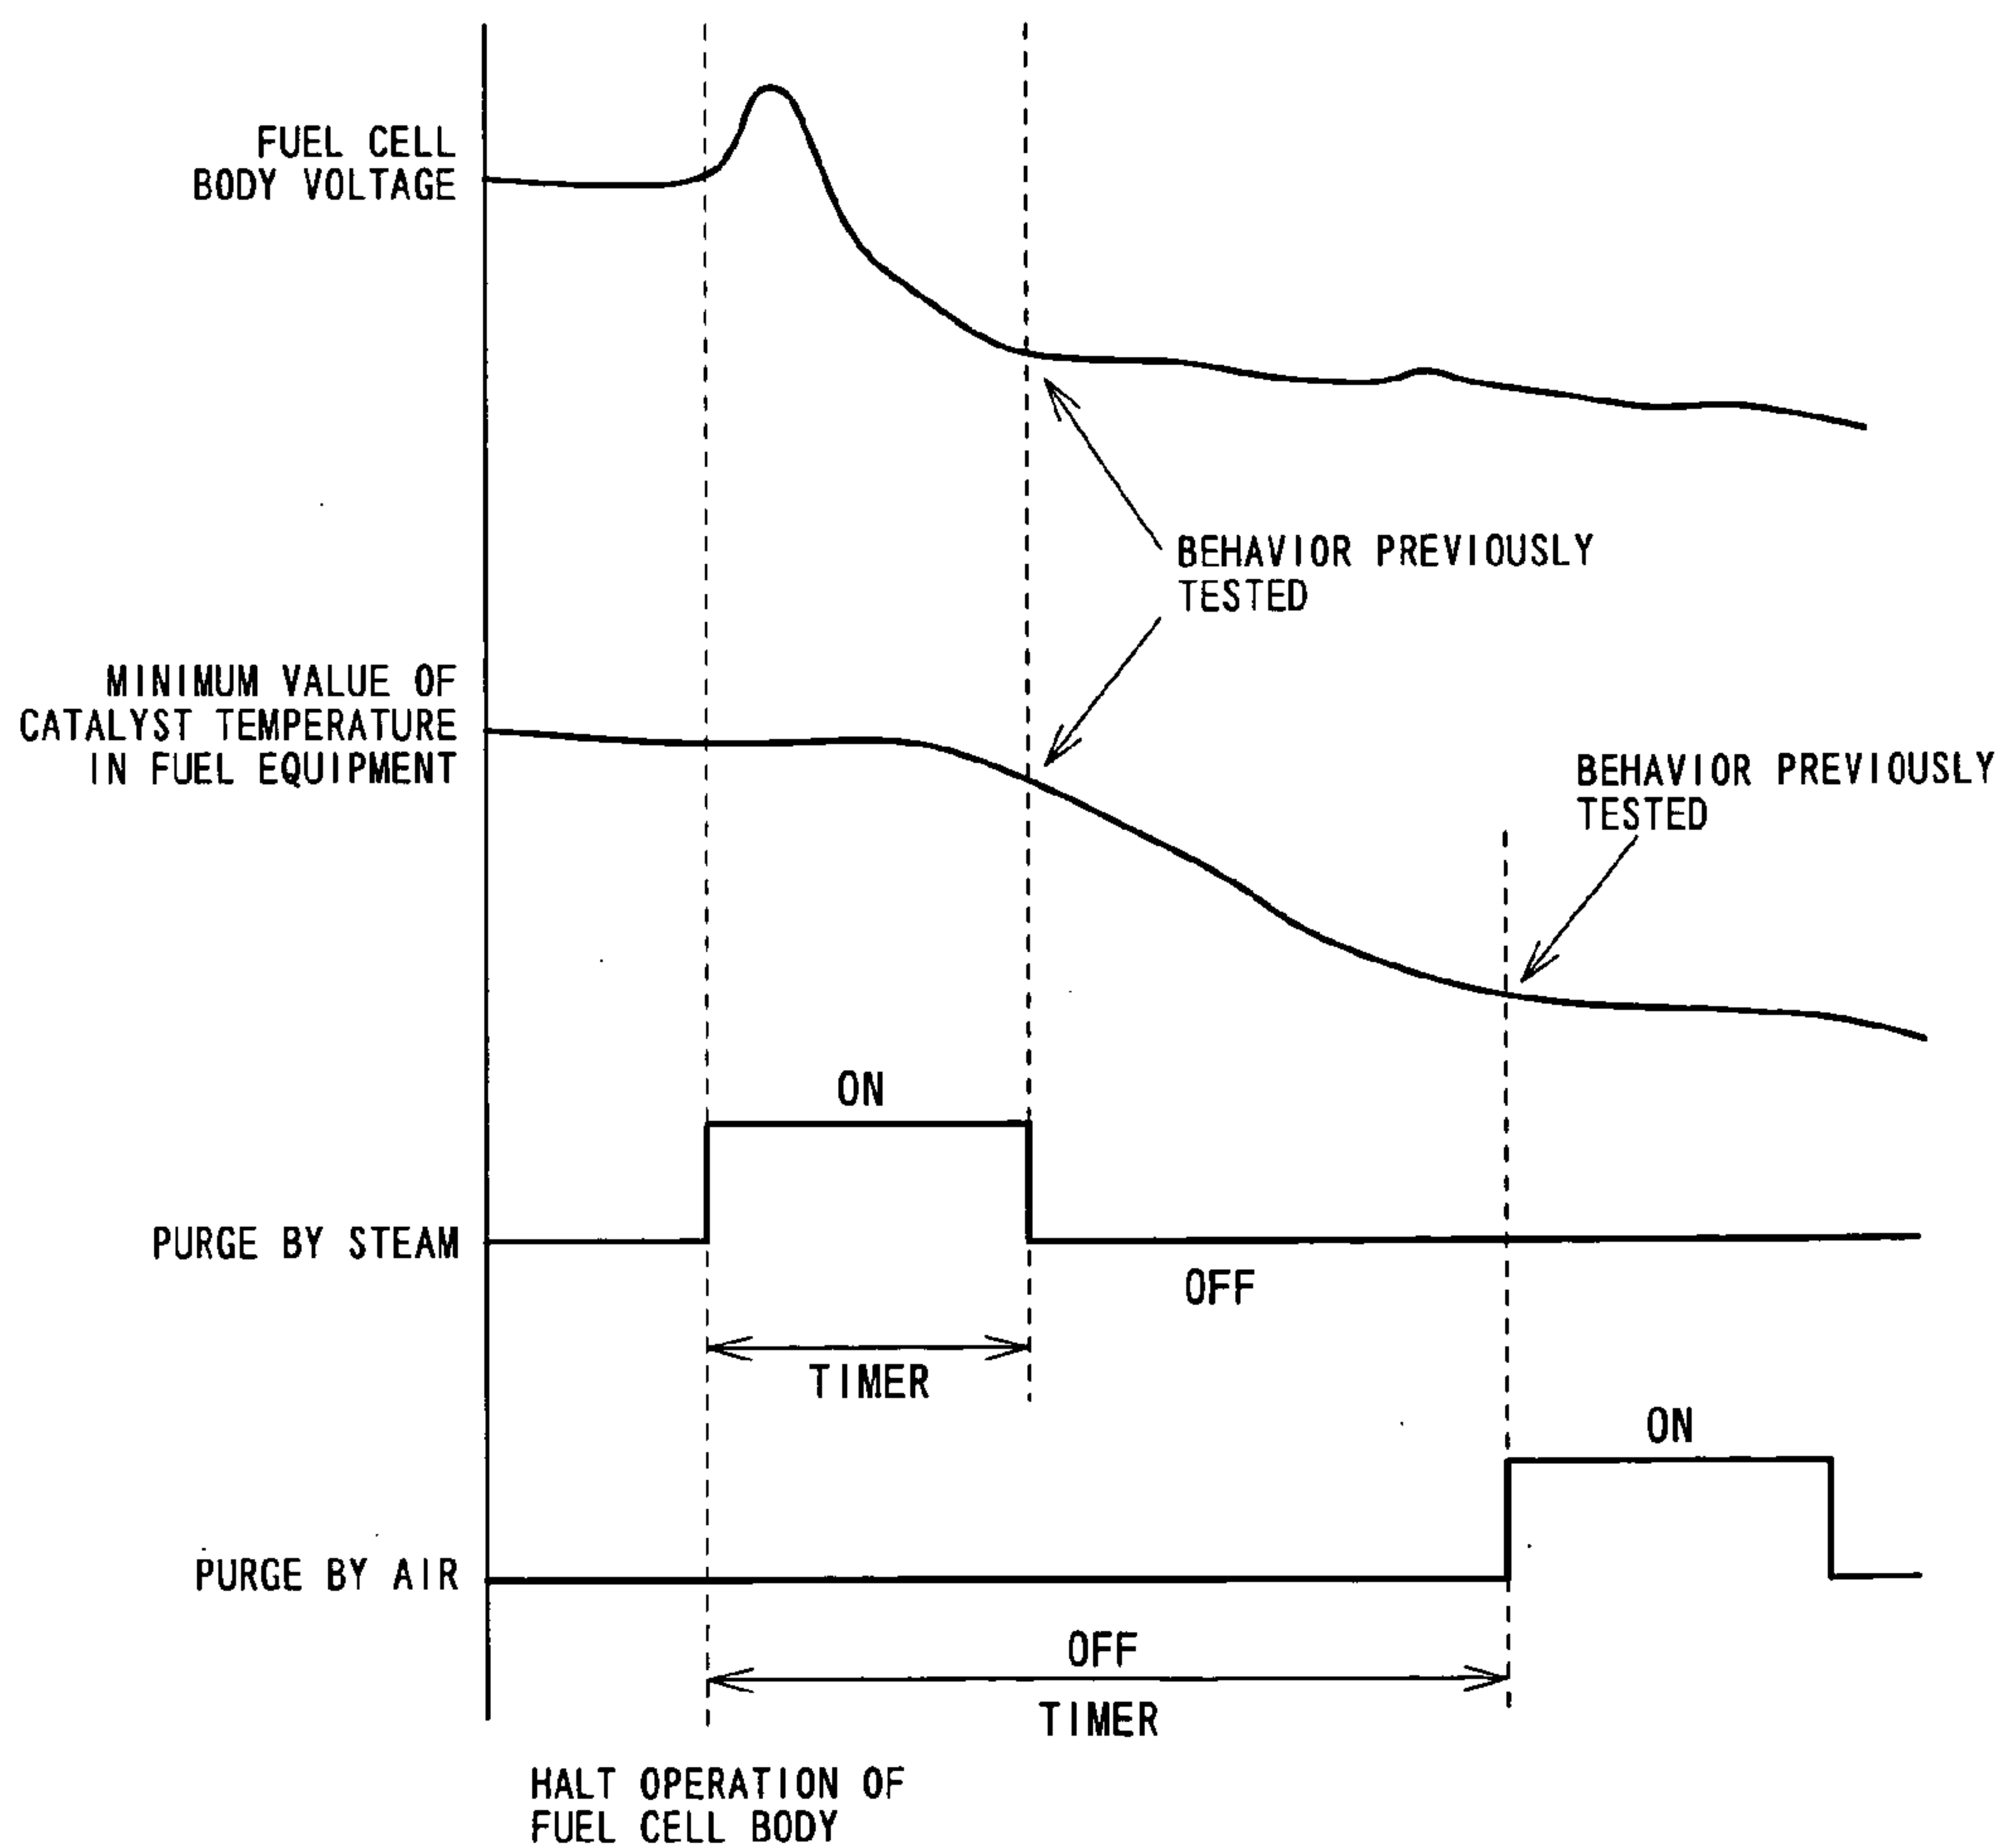 FUEL CELL
BODY VOLTAGE
BEHAVIOR PREVIOUSLY
TESTED
MINIMUM VALUE OF
CATALYST TEMPERATURE
IN FUEL EQUIPMENT
BEHAVIOR PREVIOUSLY
TESTED
ON
PURGE BY STEAM
OFF
TIMER
ON
PURGE BY AIR
OFF
TIMER
HALT OPERATION OF
FUEL CELL BODY